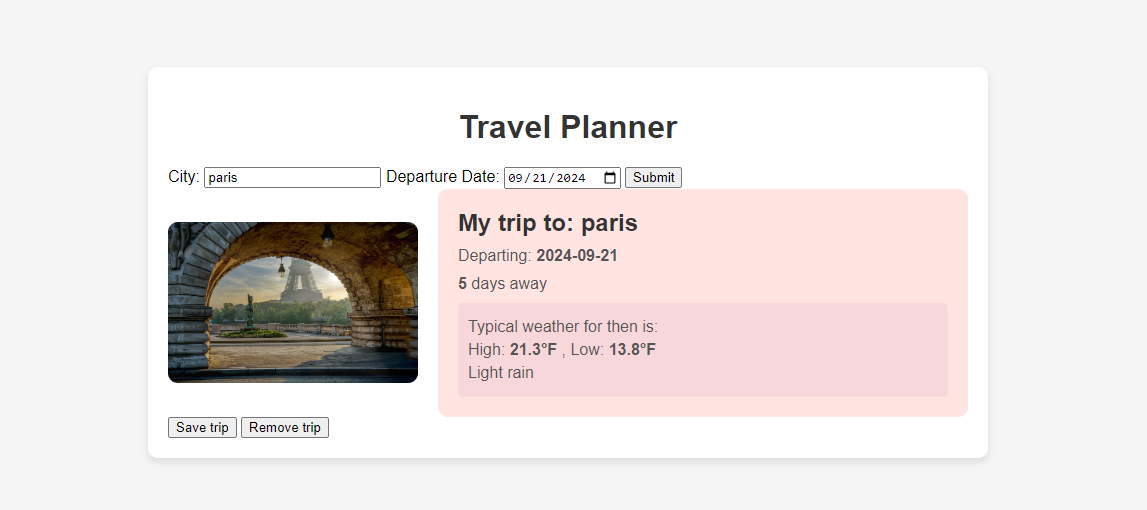 Travel Planner
City: paris Departure Date: 09/21/2024 Submit
My trip to: paris
Departing: 2024-09-21
5 days away
Typical weather for then is:
High: 21.3°F , Low: 13.8°F
Light rain
Save trip Remove trip